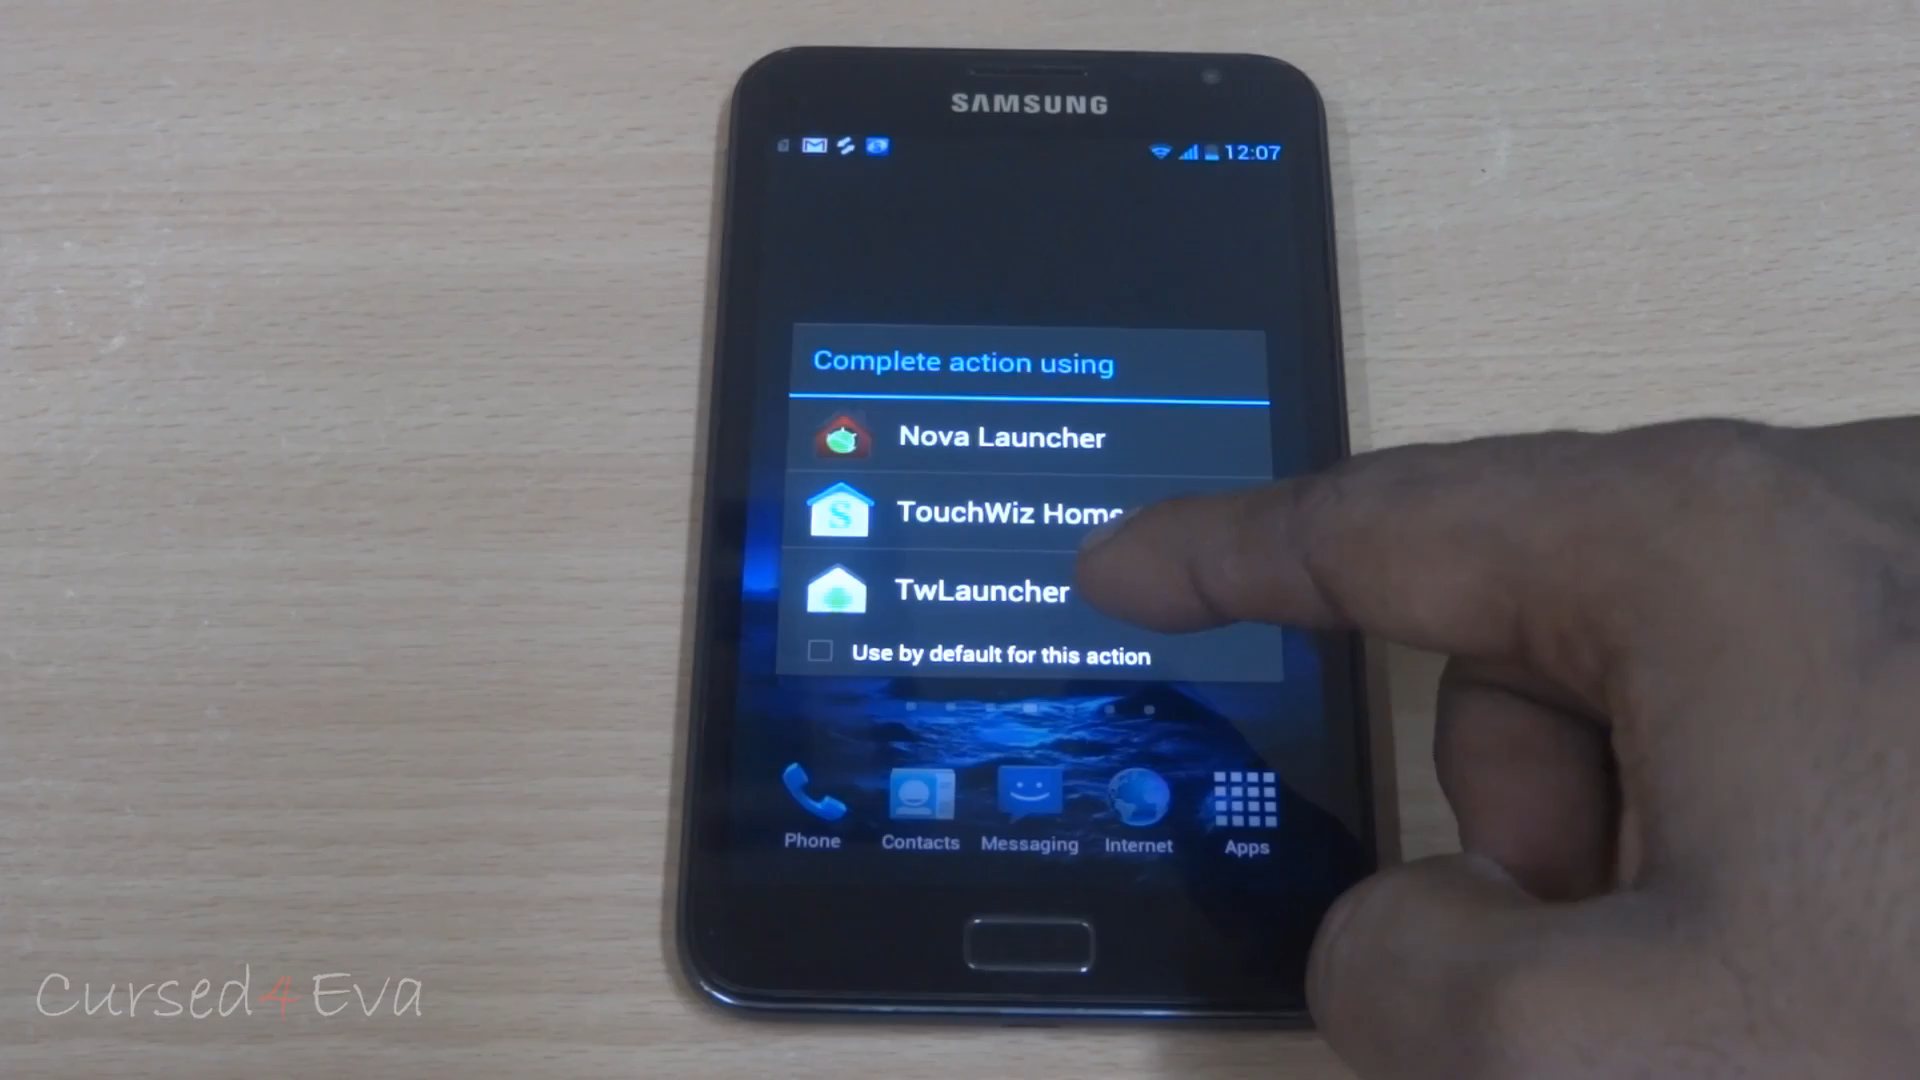 SAMSUNG
12:07
Complete action using
Nova Launcher
TouchWiz Home
TwLauncher
Use by default for this action
Phone Contacts Messaging Internet Apps
Cursed4Eva